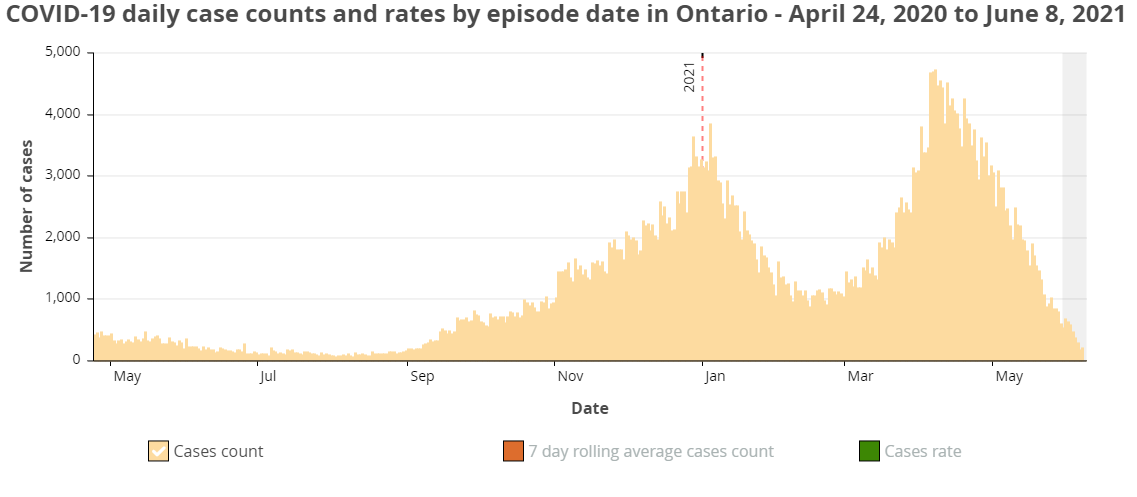 COVID-19 daily case counts and rates by episode date in Ontario - April 24, 2020 to June 8, 2021
5,000
4,000
3,000
2,000
1,000
0
Number of cases
2021
May
Jul
Sep
Nov
Jan
Mar
May
Date
Cases count
7 day rolling average cases count
Cases rate